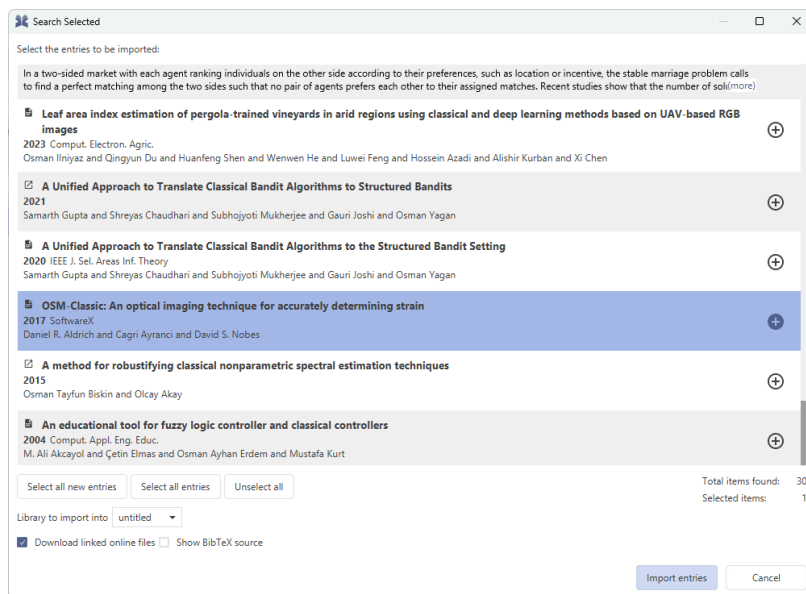 Search Selected
Select the entries to be imported:
In a two-sided market with each agent ranking individuals on the other side according to their preferences, such as location or incentive, the stable marriage problem calls
to find a perfect matching among the two sides such that no pair of agents prefers each other to their assigned matches. Recent studies show that the number of solu(more)
Leaf area index estimation of pergola-trained vineyards in arid regions using classical and deep learning methods based on UAV-based RGB
images
2023 Comput. Electron. Agric.
Osman Ilniyaz and Qingyun Du and Huanfeng Shen and Wenwen He and Luwei Feng and Hossein Azadi and Alishir Kurban and Xi Chen
A Unified Approach to Translate Classical Bandit Algorithms to Structured Bandits
2021
Samarth Gupta and Shreyas Chaudhari and Subhojyoti Mukherjee and Gauri Joshi and Osman Yagan
A Unified Approach to Translate Classical Bandit Algorithms to the Structured Bandit Setting
2020 IEEE J. Sel. Areas Inf. Theory
Samarth Gupta and Shreyas Chaudhari and Subhojyoti Mukherjee and Gauri Joshi and Osman Yagan
OSM-Classic: An optical imaging technique for accurately determining strain
2017 SoftwareX
Daniel R. Aldrich and Cagri Ayranci and David S. Nobes
A method for robustifying classical nonparametric spectral estimation techniques
2015
Osman Tayfun Biskin and Olcay Akay
An educational tool for fuzzy logic controller and classical controllers
2004 Comput. Appl. Eng. Educ.
M. Ali Akcayol and Çetin Elmas and Osman Ayhan Erdem and Mustafa Kurt
Select all new entries Select all entries Unselect all
Total items found: 30
Selected items: 1
Library to import into untitled
Download linked online files Show BibTeX source
Import entries Cancel